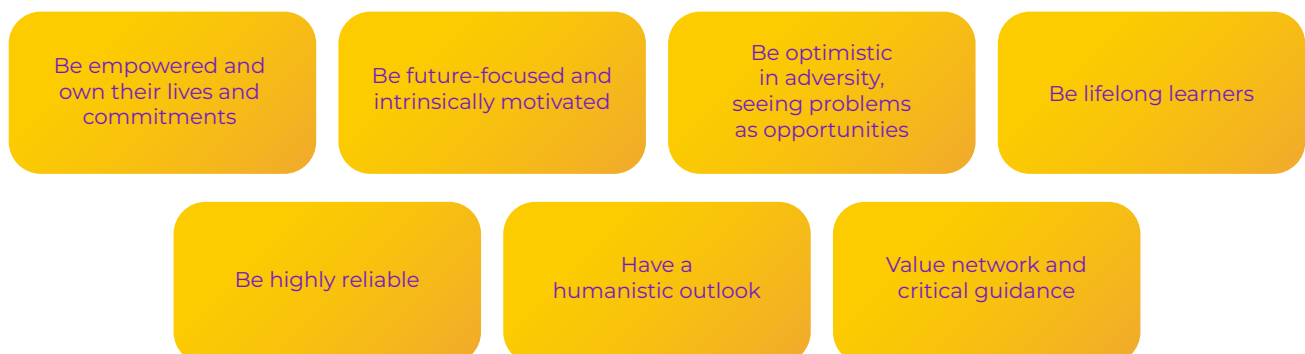 Be empowered and
own their lives and
commitments
Be future-focused and
intrinsically motivated
Be optimistic
in adversity,
seeing problems
as opportunities
Be lifelong learners
Be highly reliable
Have a
humanistic outlook
Value network and
critical guidance